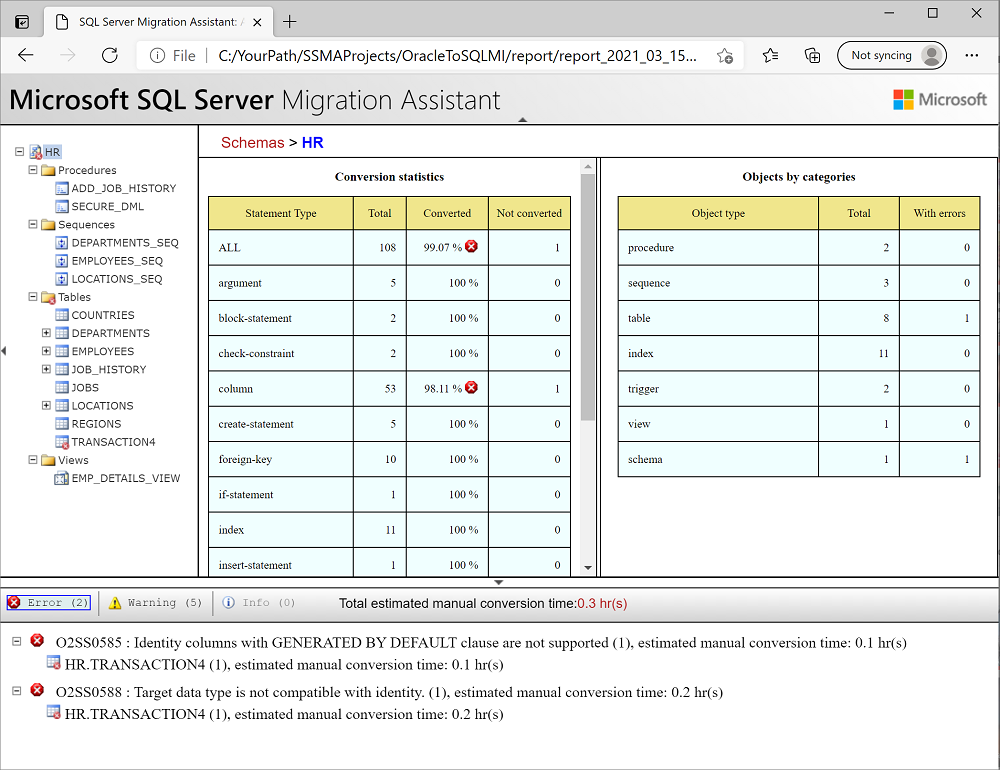 SQL Server Migration Assistant: A
File
C:/YourPath/SSMAProjects/OracleToSQLMI/report/report_2021_03_15...
Not syncing
Microsoft SQL Server Migration Assistant
Microsoft
HR
Procedures
ADD_JOB_HISTORY
SECURE_DML
Sequences
DEPARTMENTS_SEQ
EMPLOYEES_SEQ
LOCATIONS_SEQ
Tables
COUNTRIES
DEPARTMENTS
EMPLOYEES
JOB_HISTORY
JOBS
LOCATIONS
REGIONS
TRANSACTION4
Views
EMP_DETAILS_VIEW
Schemas > HR
Conversion statistics
Statement Type Total Converted Not converted
ALL 108 99.07 % 1
argument 5 100 % 0
block-statement 2 100 % 0
check-constraint 2 100 % 0
column 53 98.11 % 1
create-statement 5 100 % 0
foreign-key 10 100 % 0
if-statement 1 100 % 0
index 11 100 % 0
insert-statement 1 100 % 0
Objects by categories
Object type Total With errors
procedure 2 0
sequence 3 0
table 8 1
index 11 0
trigger 2 0
view 1 0
schema 1 1
Error (2) Warning (5) Info (0) Total estimated manual conversion time:0.3 hr(s)
O2SS0585 : Identity columns with GENERATED BY DEFAULT clause are not supported (1), estimated manual conversion time: 0.1 hr(s)
HR.TRANSACTION4 (1), estimated manual conversion time: 0.1 hr(s)
O2SS0588 : Target data type is not compatible with identity. (1), estimated manual conversion time: 0.2 hr(s)
HR.TRANSACTION4 (1), estimated manual conversion time: 0.2 hr(s)